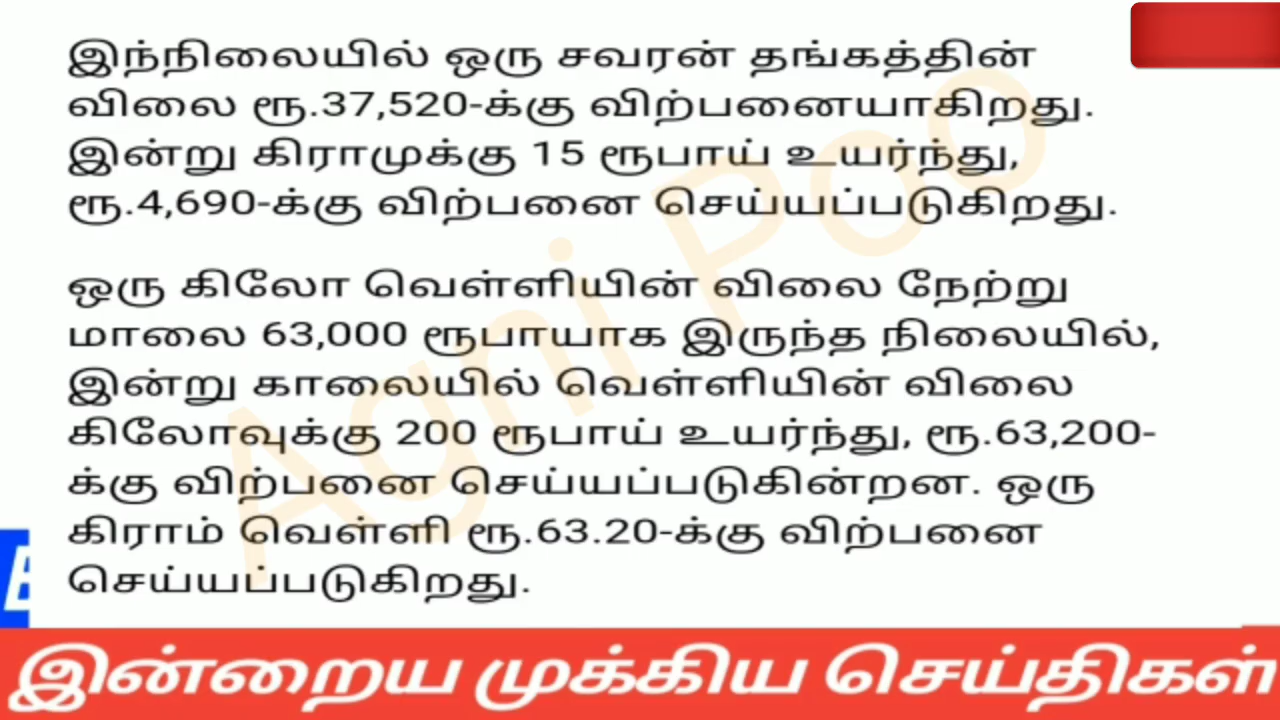 இந்நிலையில் ஒரு சவரன் தங்கத்தின்
விலை ரூ.37,520-க்கு விற்பனையாகிறது.
இன்று கிராமுக்கு 15 ரூபாய் உயர்ந்து,
ரூ.4,690-க்கு விற்பனை செய்யப்படுகிறது.
ஒரு கிலோ வெள்ளியின் விலை நேற்று
மாலை 63,000 ரூபாயாக இருந்த நிலையில்,
இன்று காலையில் வெள்ளியின் விலை
கிலோவுக்கு 200 ரூபாய் உயர்ந்து, ரூ.63,200-
க்கு விற்பனை செய்யப்படுகின்றன. ஒரு
கிராம் வெள்ளி ரூ.63.20-க்கு விற்பனை
செய்யப்படுகிறது.
Agni Poo
இன்றைய முக்கிய செய்திகள்